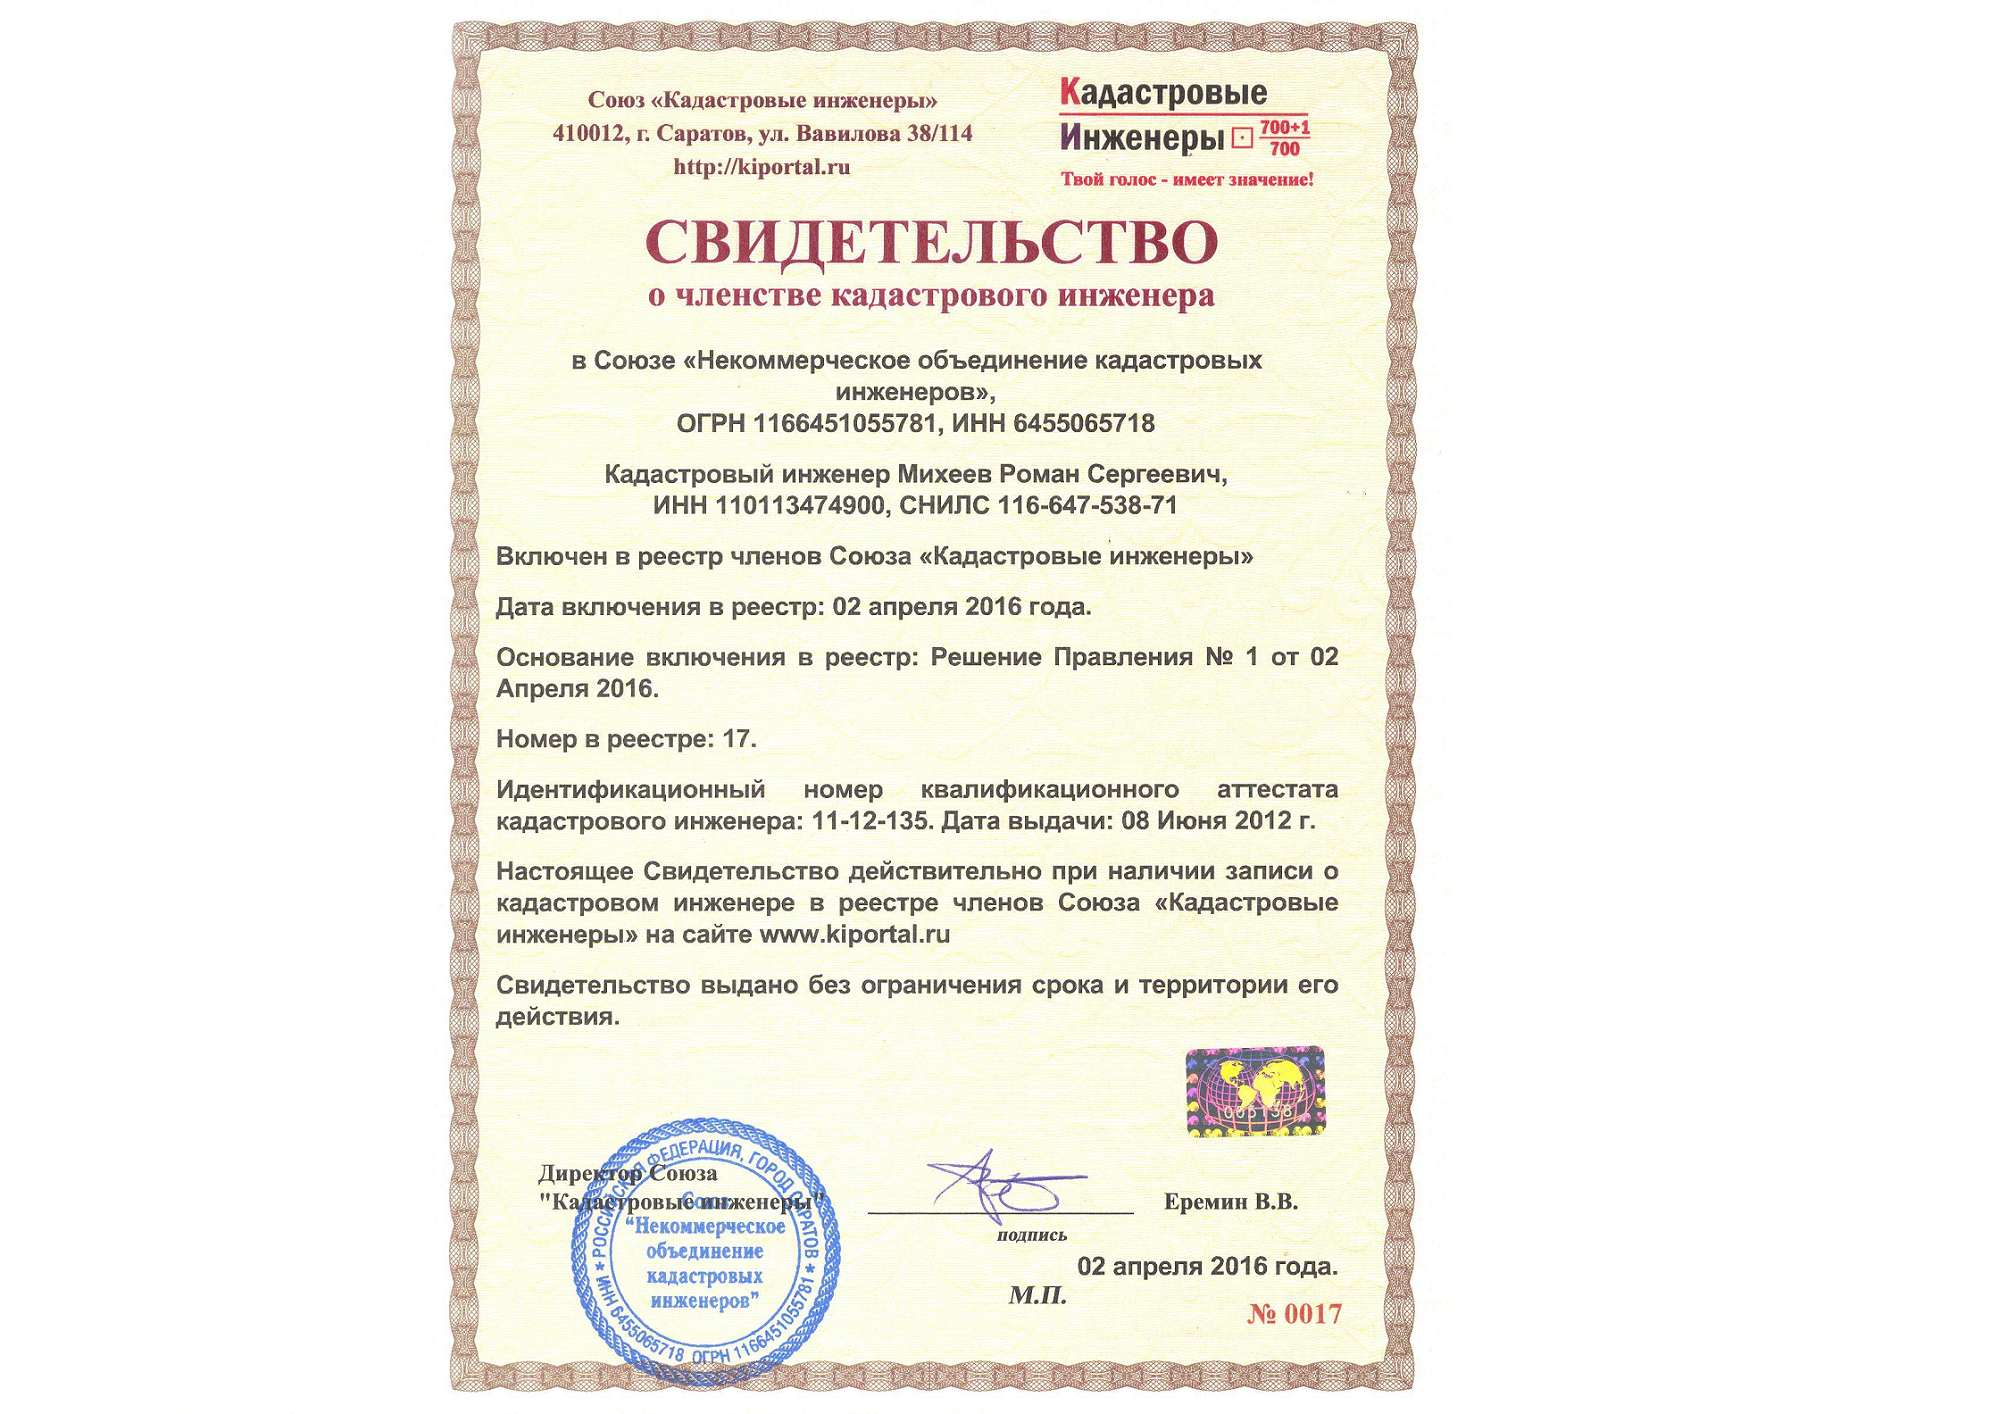 Союз «Кадастровые инженеры»
410012, г. Саратов, ул. Вавилова 38/114
http://kiportal.ru
Кадастровые
Инженеры 700+1
700
Твой голос - имеет значение!
СВИДЕТЕЛЬСТВО
о членстве кадастрового инженера
в Союзе «Некоммерческое объединение кадастровых
инженеров»,
ОГРН 1166451055781, ИНН 6455065718
Кадастровый инженер Михеев Роман Сергеевич,
ИНН 110113474900, СНИЛС 116-647-538-71
Включен в реестр членов Союза «Кадастровые инженеры»
Дата включения в реестр: 02 апреля 2016 года.
Основание включения в реестр: Решение Правления № 1 от 02
Апреля 2016.
Номер в реестре: 17.
Идентификационный номер квалификационного аттестата
кадастрового инженера: 11-12-135. Дата выдачи: 08 Июня 2012 г.
Настоящее Свидетельство действительно при наличии записи о
кадастровом инженере в реестре членов Союза «Кадастровые
инженеры» на сайте www.kiportal.ru
Свидетельство выдано без ограничения срока и территории его
действия.
005138
Директор Союза
"Кадастровые инженеры"
Еремин В.В.
подпись
02 апреля 2016 года.
М.П.
№ 0017
* РОССИЙСКАЯ ФЕДЕРАЦИЯ, ГОРОД САРАТОВ *
ИНН 6455065718 ОГРН 1166451055781
Союз
“Некоммерческое
объединение
кадастровых
инженеров”